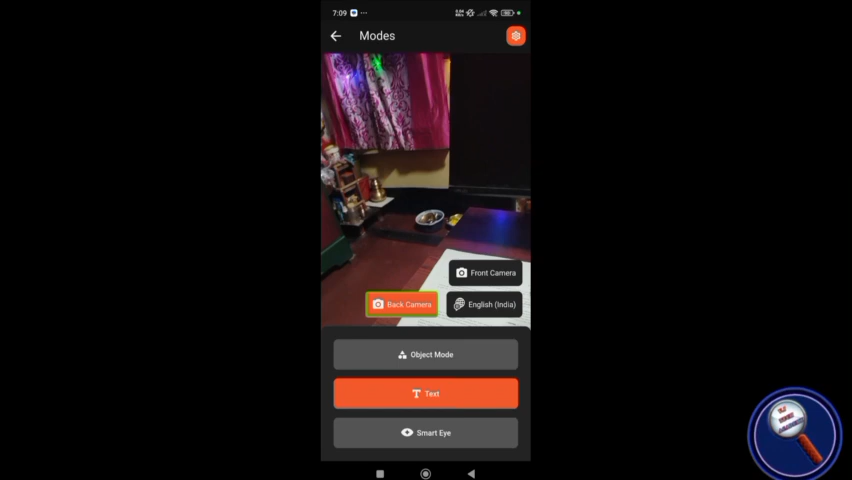 7:09
Modes
Front Camera
Back Camera
English (India)
Object Mode
Text
Smart Eye